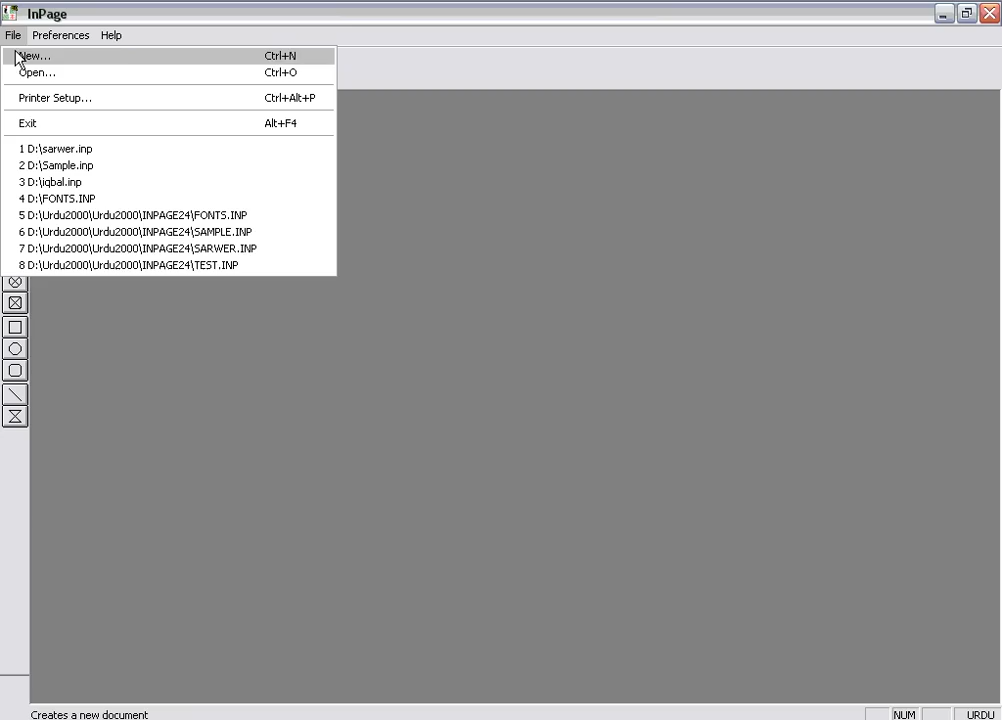 InPage
File Preferences Help
New... Ctrl+N
Open... Ctrl+O
Printer Setup... Ctrl+Alt+P
Exit Alt+F4
1 D:\sarwer.inp
2 D:\Sample.inp
3 D:\iqbal.inp
4 D:\FONTS.INP
5 D:\Urdu2000\Urdu2000\INPAGE24\FONTS.INP
6 D:\Urdu2000\Urdu2000\INPAGE24\SAMPLE.INP
7 D:\Urdu2000\Urdu2000\INPAGE24\SARWER.INP
8 D:\Urdu2000\Urdu2000\INPAGE24\TEST.INP
Creates a new document NUM URDU